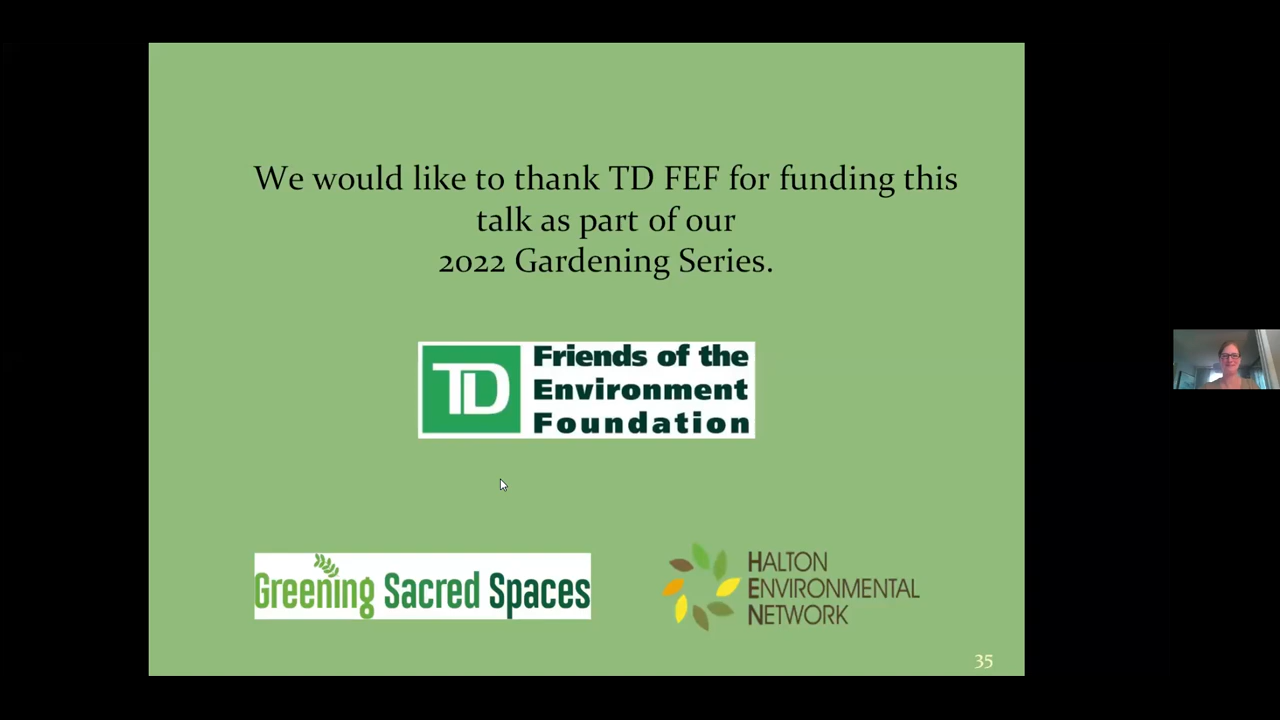 We would like to thank TD FEF for funding this
talk as part of our
2022 Gardening Series.
TD
Friends of the
Environment
Foundation
Greening Sacred Spaces
HALTON
ENVIRONMENTAL
NETWORK
35